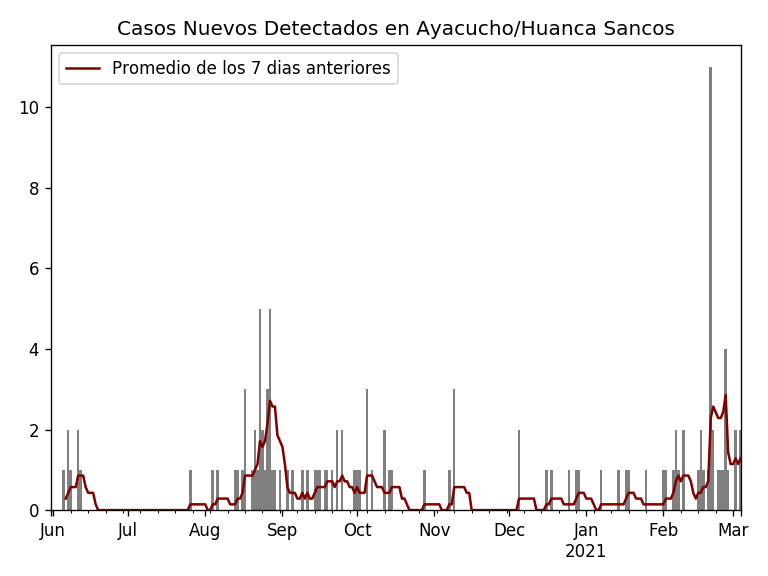 Casos Nuevos Detectados en Ayacucho/Huanca Sancos
Promedio de los 7 dias anteriores
10
8
6
4
2
0
Jun Jul Aug Sep Oct Nov Dec Jan Feb Mar
2021